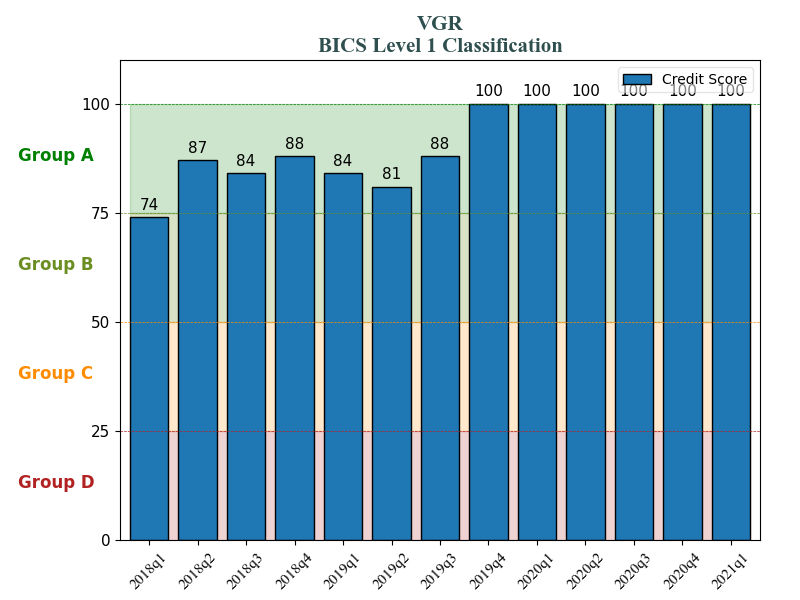 VGR
BICS Level 1 Classification
Credit Score
100 100 100 100 100 100
100
88 88
87
84 84
81
Group A
75
74
Group B
50
Group C
25
Group D
0
2018q1 2018q2 2018q3 2018q4 2019q1 2019q2 2019q3 2019q4 2020q1 2020q2 2020q3 2020q4 2021q1